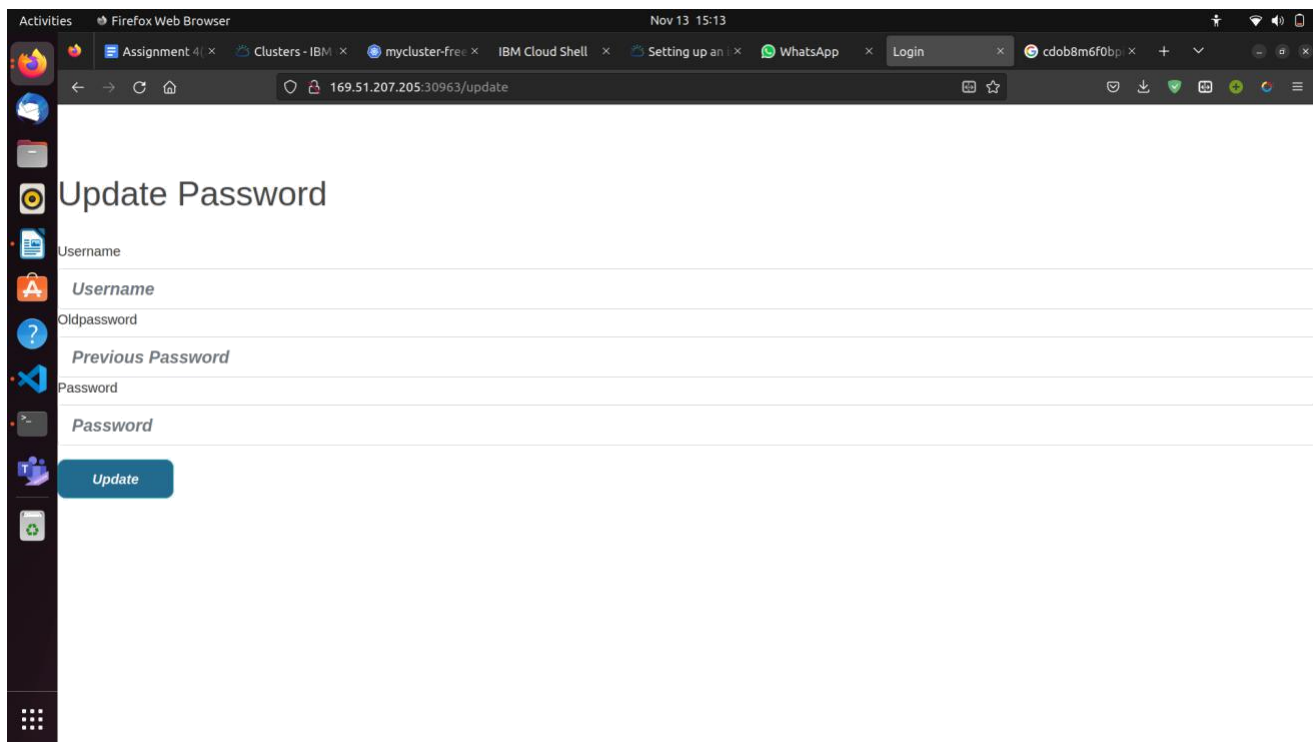 Activities Firefox Web Browser Nov 13 15:13
Assignment 4( Clusters - IBM mycluster-free IBM Cloud Shell Setting up an WhatsApp Login cdob8m6f0bp
169.51.207.205:30963/update
Update Password
Username
Username
Oldpassword
Previous Password
Password
Password
Update